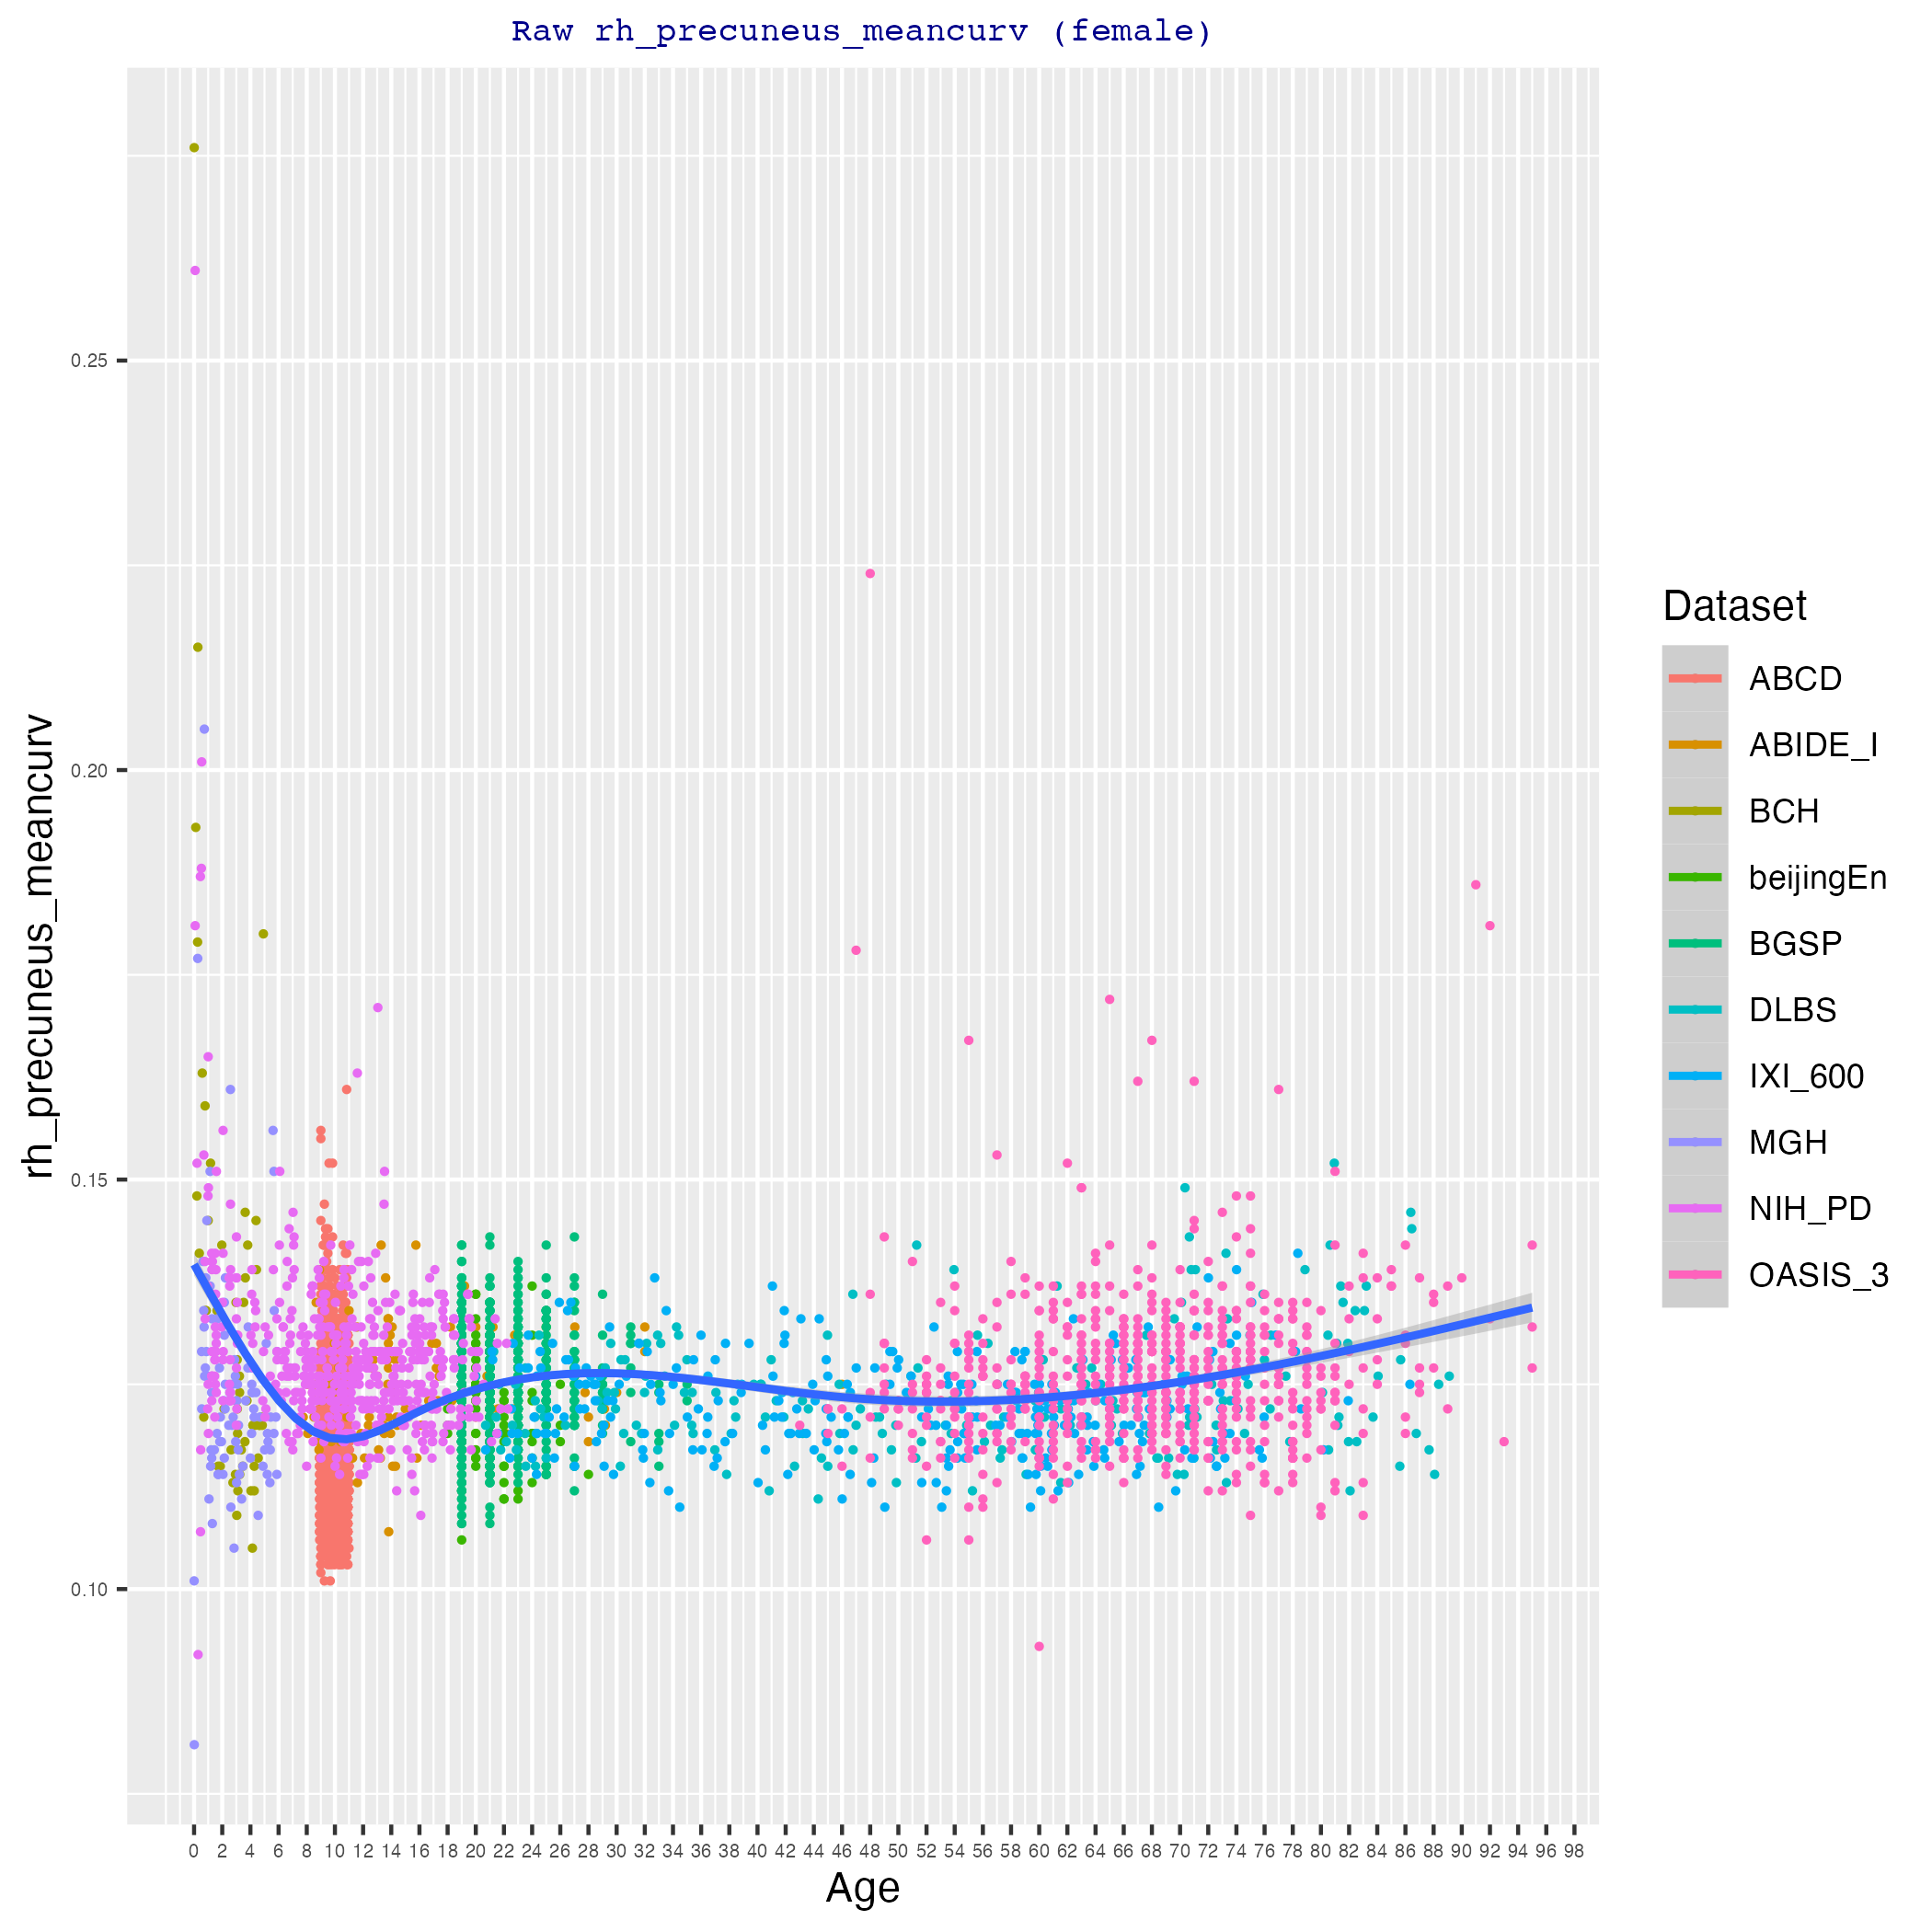 Raw rh_precuneus_meancurv (female)
rh_precuneus_meancurv
0.25
0.20
0.15
0.10
0 2 4 6 8 10 12 14 16 18 20 22 24 26 28 30 32 34 36 38 40 42 44 46 48 50 52 54 56 58 60 62 64 66 68 70 72 74 76 78 80 82 84 86 88 90 92 94 96 98
Age
Dataset
ABCD
ABIDE_I
BCH
beijingEn
BGSP
DLBS
IXI_600
MGH
NIH_PD
OASIS_3